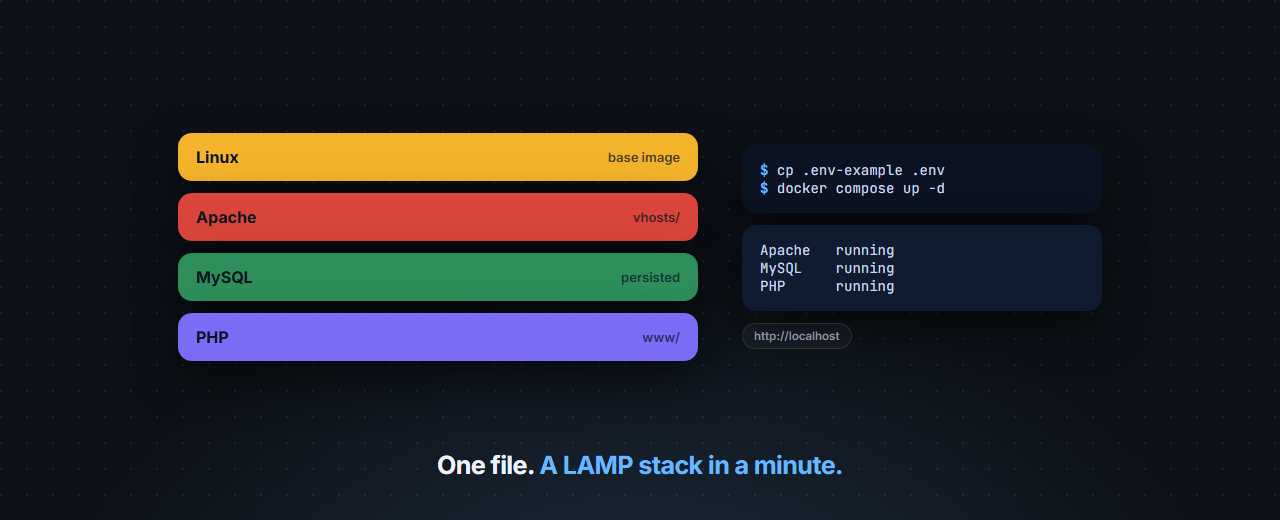 Linux base image
Apache vhosts/
MySQL persisted
PHP www/
$ cp .env-example .env
$ docker compose up -d
Apache running
MySQL running
PHP running
http://localhost
One file. A LAMP stack in a minute.